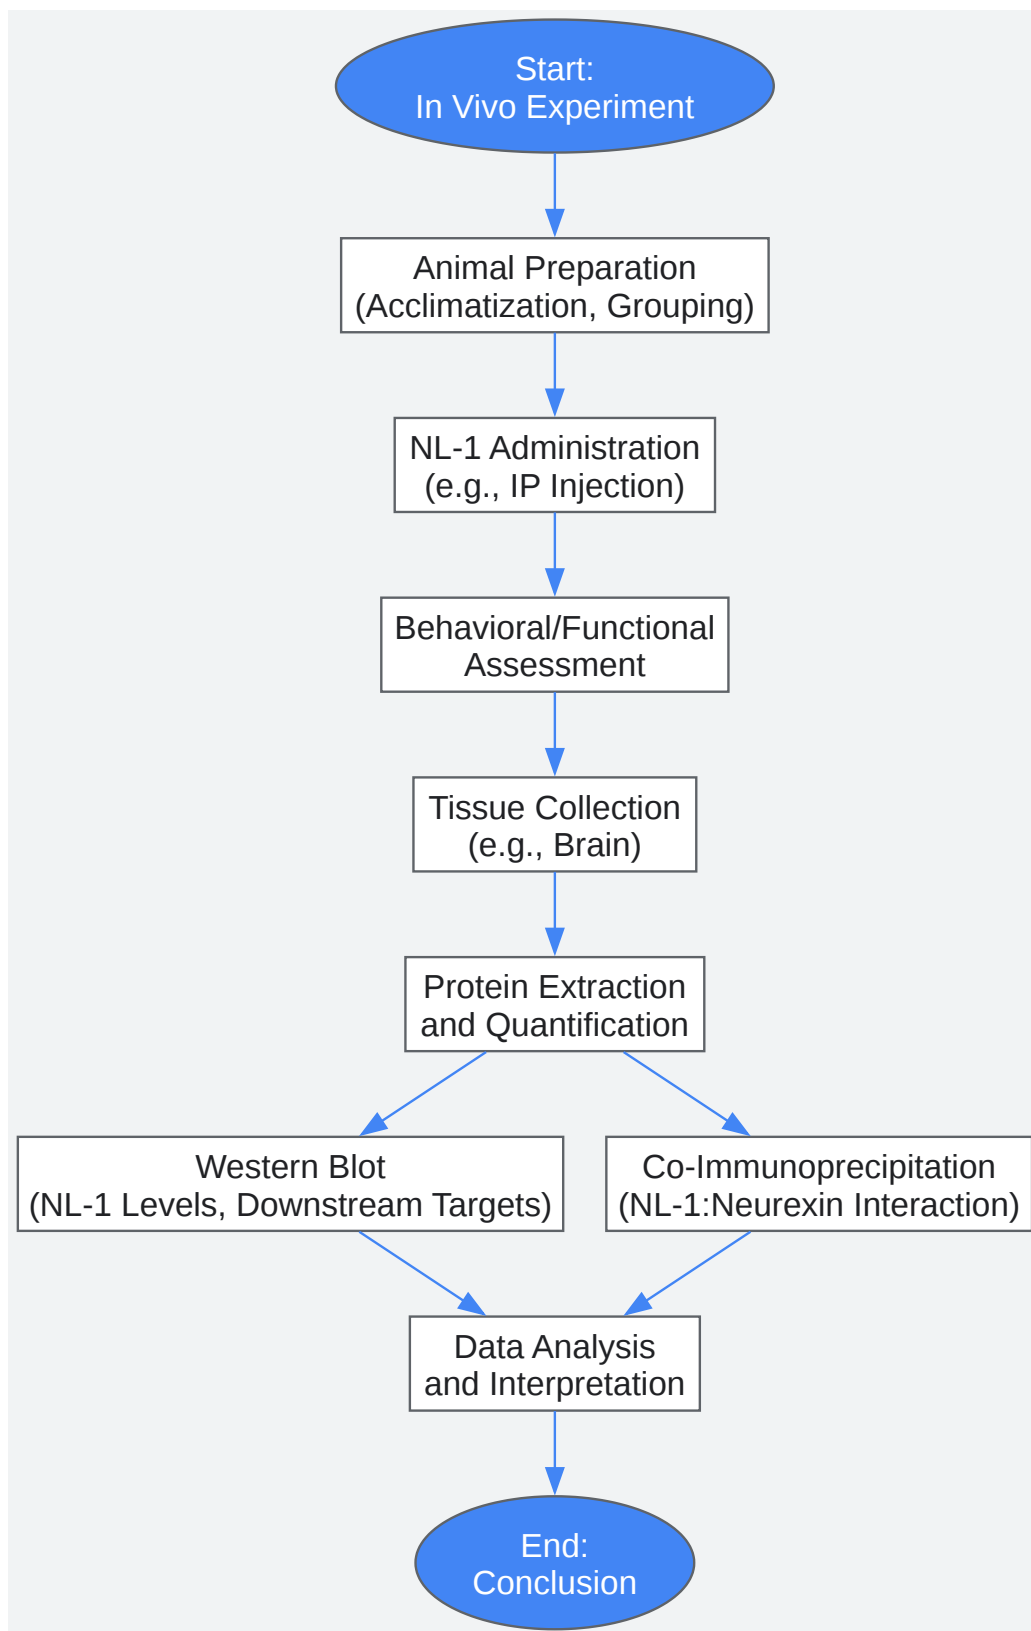 Start:
In Vivo Experiment
Animal Preparation
(Acclimatization, Grouping)
NL-1 Administration
(e.g., IP Injection)
Behavioral/Functional
Assessment
Tissue Collection
(e.g., Brain)
Protein Extraction
and Quantification
Western Blot
(NL-1 Levels, Downstream Targets)
Co-Immunoprecipitation
(NL-1:Neurexin Interaction)
Data Analysis
and Interpretation
End:
Conclusion